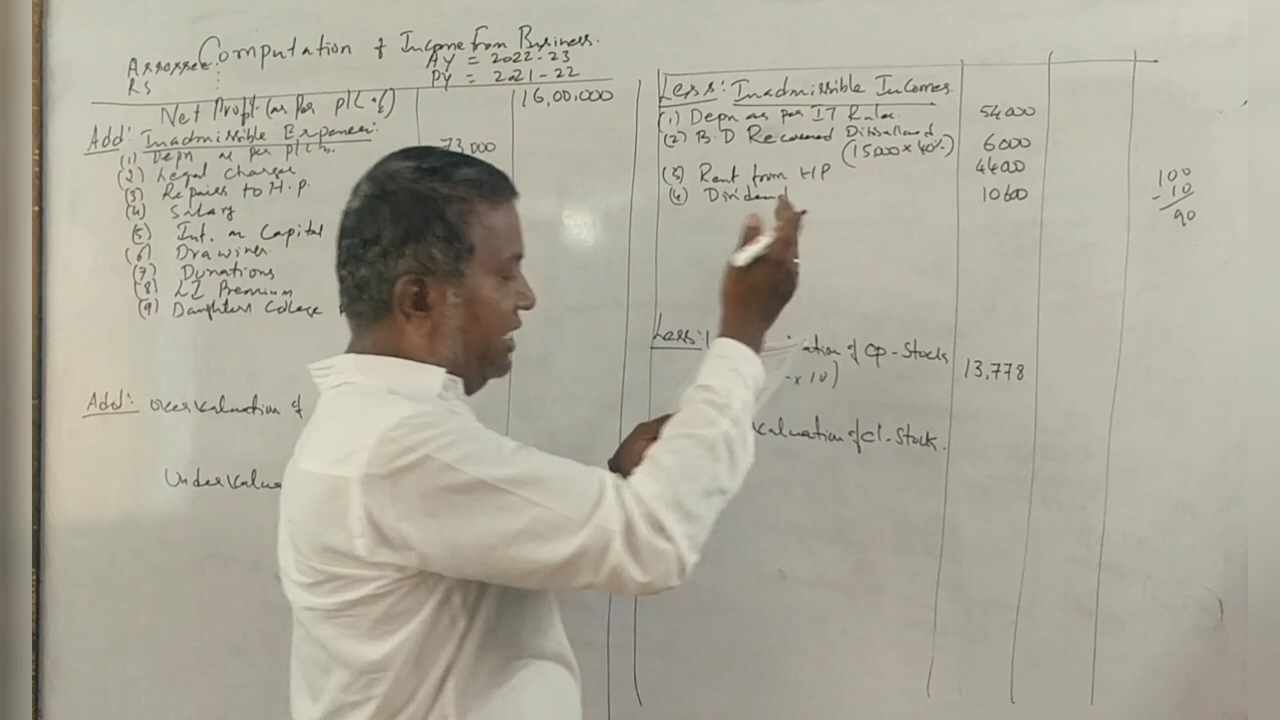 Computation of Income from Business.
Assessee:
AY = 2022-23
RS
PY = 2021-22
Net Profit (as per P/L a/c) 16,00,000
Add: Inadmissible Expenses:
(1) Depn as per P/L 73000
(2) Legal Charges
(3) Repairs to H.P.
(4) Salary
(5) Int. on Capital
(6) Drawings
(7) Donations
(8) LI Premium
(9) Daughters College
Add: Overvaluation of
Undervalua
Less: Inadmissible Incomes
(1) Depn as per IT Rules 54000
(2) B.D Recovered Disallowed
(15000 x 40%) 6000
(3) Rent from HP 44000
(4) Dividend 10600
Less: ation of op-Stock
x 10) 13,778
valuation of cl. Stock.
100
- 10
90